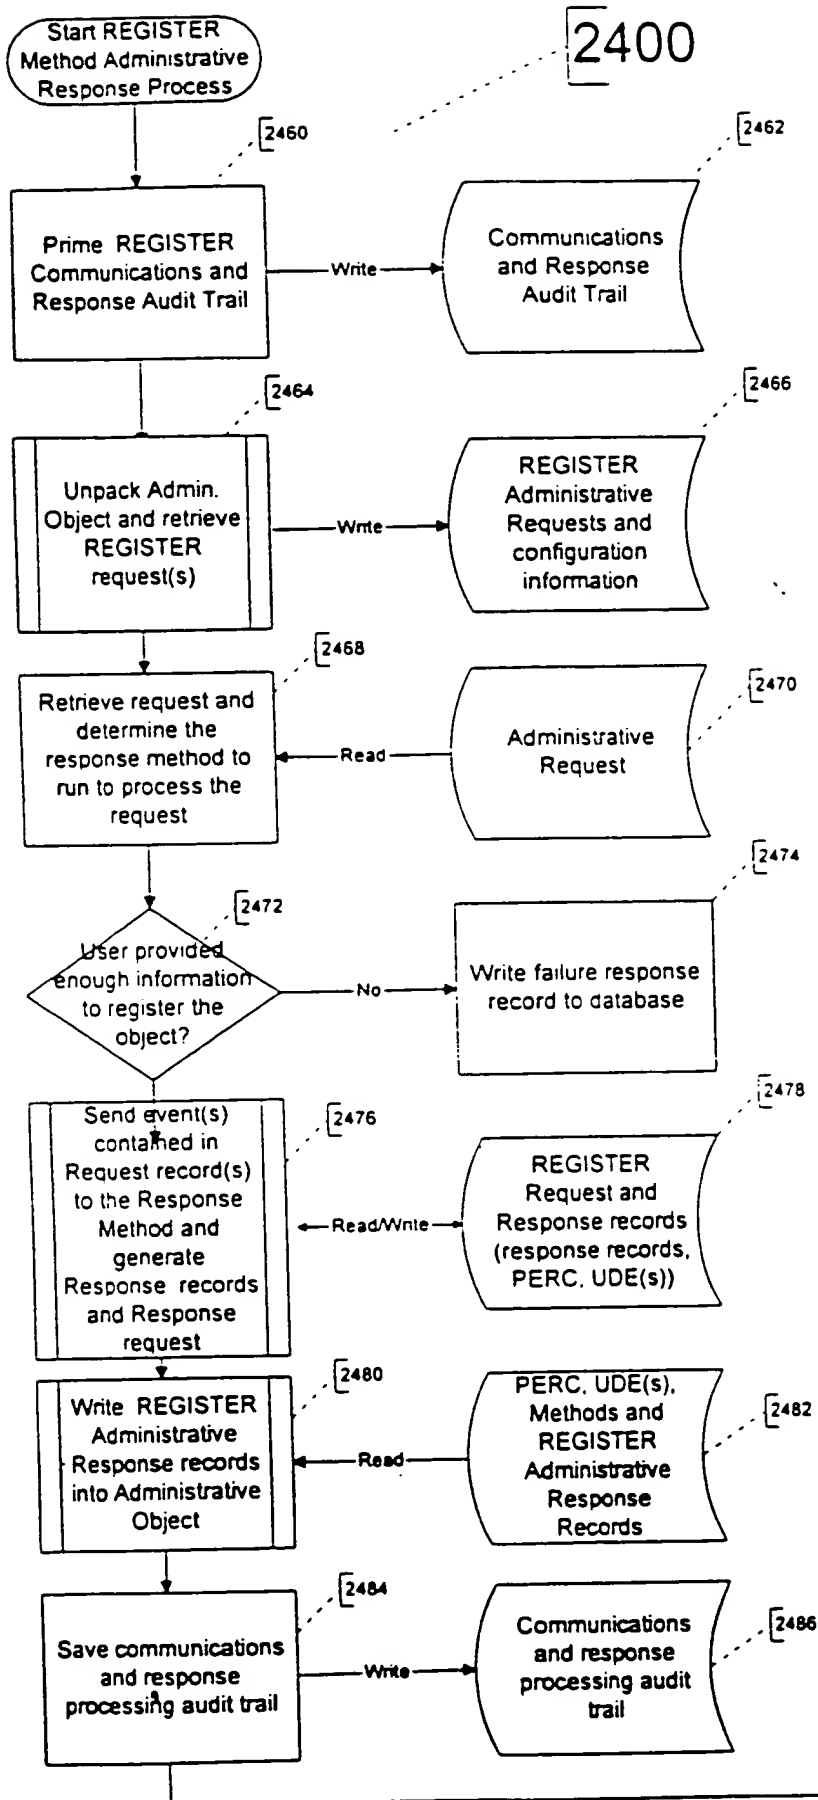 Start REGISTER
Method Administrative
Response Process
2400
2460
2462
Prime REGISTER
Communications and
Response Audit Trail
Write
Communications
and Response
Audit Trail
2464
2466
Unpack Admin.
Object and retrieve
REGISTER
request(s)
Write
REGISTER
Administrative
Requests and
configuration
information
2468
2470
Retrieve request and
determine the
response method to
run to process the
request
Read
Administrative
Request
2472
2474
User provided
enough information
to register the
object?
No
Write failure response
record to database
2476
2478
Send event(s)
contained in
Request record(s)
to the Response
Method and
generate
Response records
and Response
request
Read/Write
REGISTER
Request and
Response records
(response records,
PERC, UDE(s))
2480
2482
Write REGISTER
Administrative
Response records
into Administrative
Object
Read
PERC, UDE(s),
Methods and
REGISTER
Administrative
Response
Records
2484
2486
Save communications
and response
processing audit trail
Write
Communications
and response
processing audit
trail